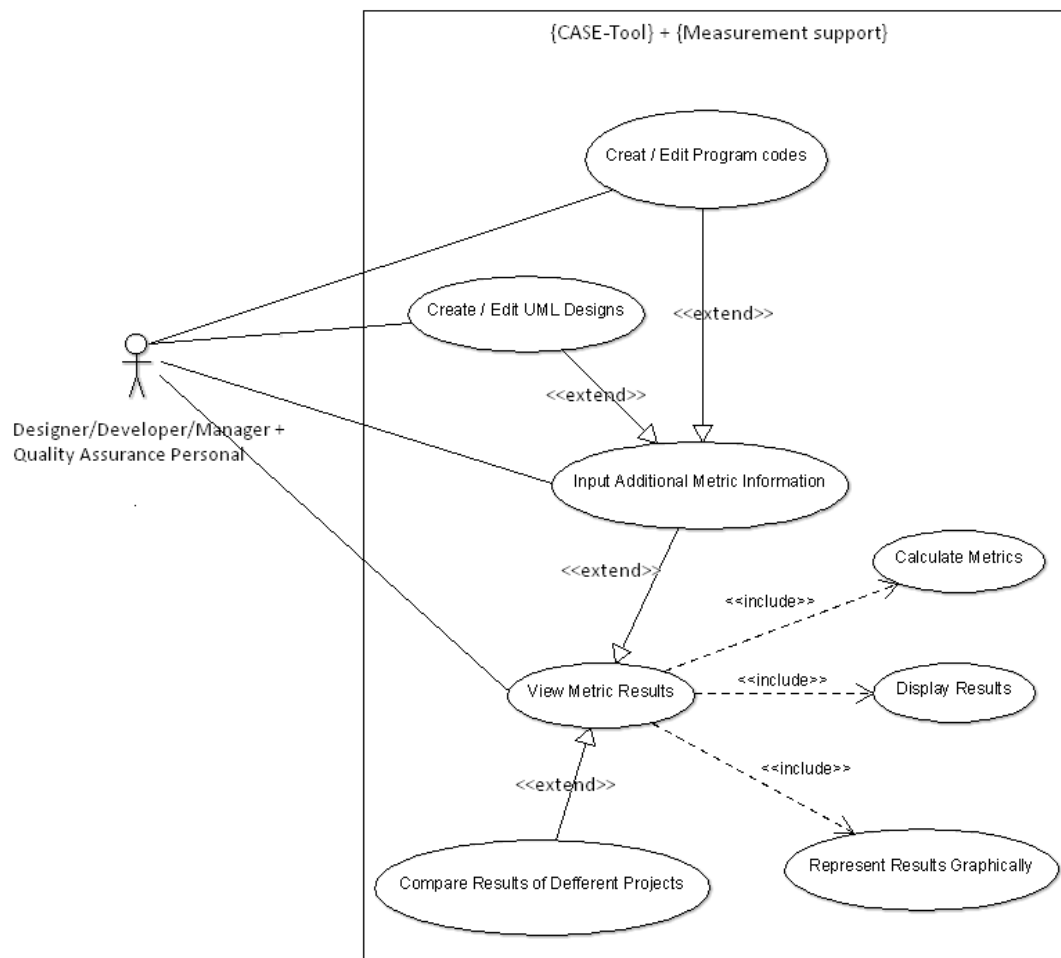 {CASE-Tool} + {Measurement support}
Creat / Edit Program codes
Create / Edit UML Designs
<<extend>>
<<extend>>
Designer/Developer/Manager +
Quality Assurance Personal
Input Additional Metric Information
<<extend>>
Calculate Metrics
<<include>>
View Metric Results
<<include>>
Display Results
<<include>>
<<extend>>
Represent Results Graphically
Compare Results of Defferent Projects